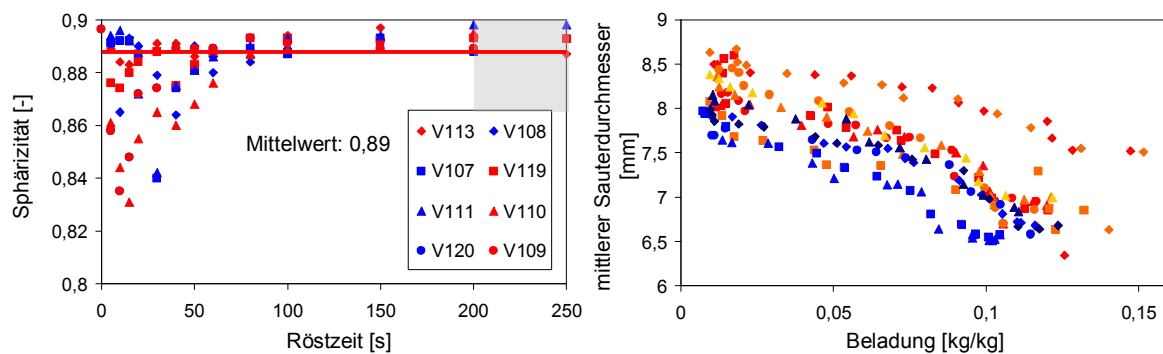 0,9
0,88
0,86
0,84
0,82
0,8
Sphärizität [-]
Mittelwert: 0,89
V113 V108
V107 V119
V111 V110
V120 V109
0 50 100 150 200 250
Röstzeit [s]
9
8,5
8
7,5
7
6,5
6
mittlerer Sauterdurchmesser
[mm]
0 0,05 0,1 0,15
Beladung [kg/kg]